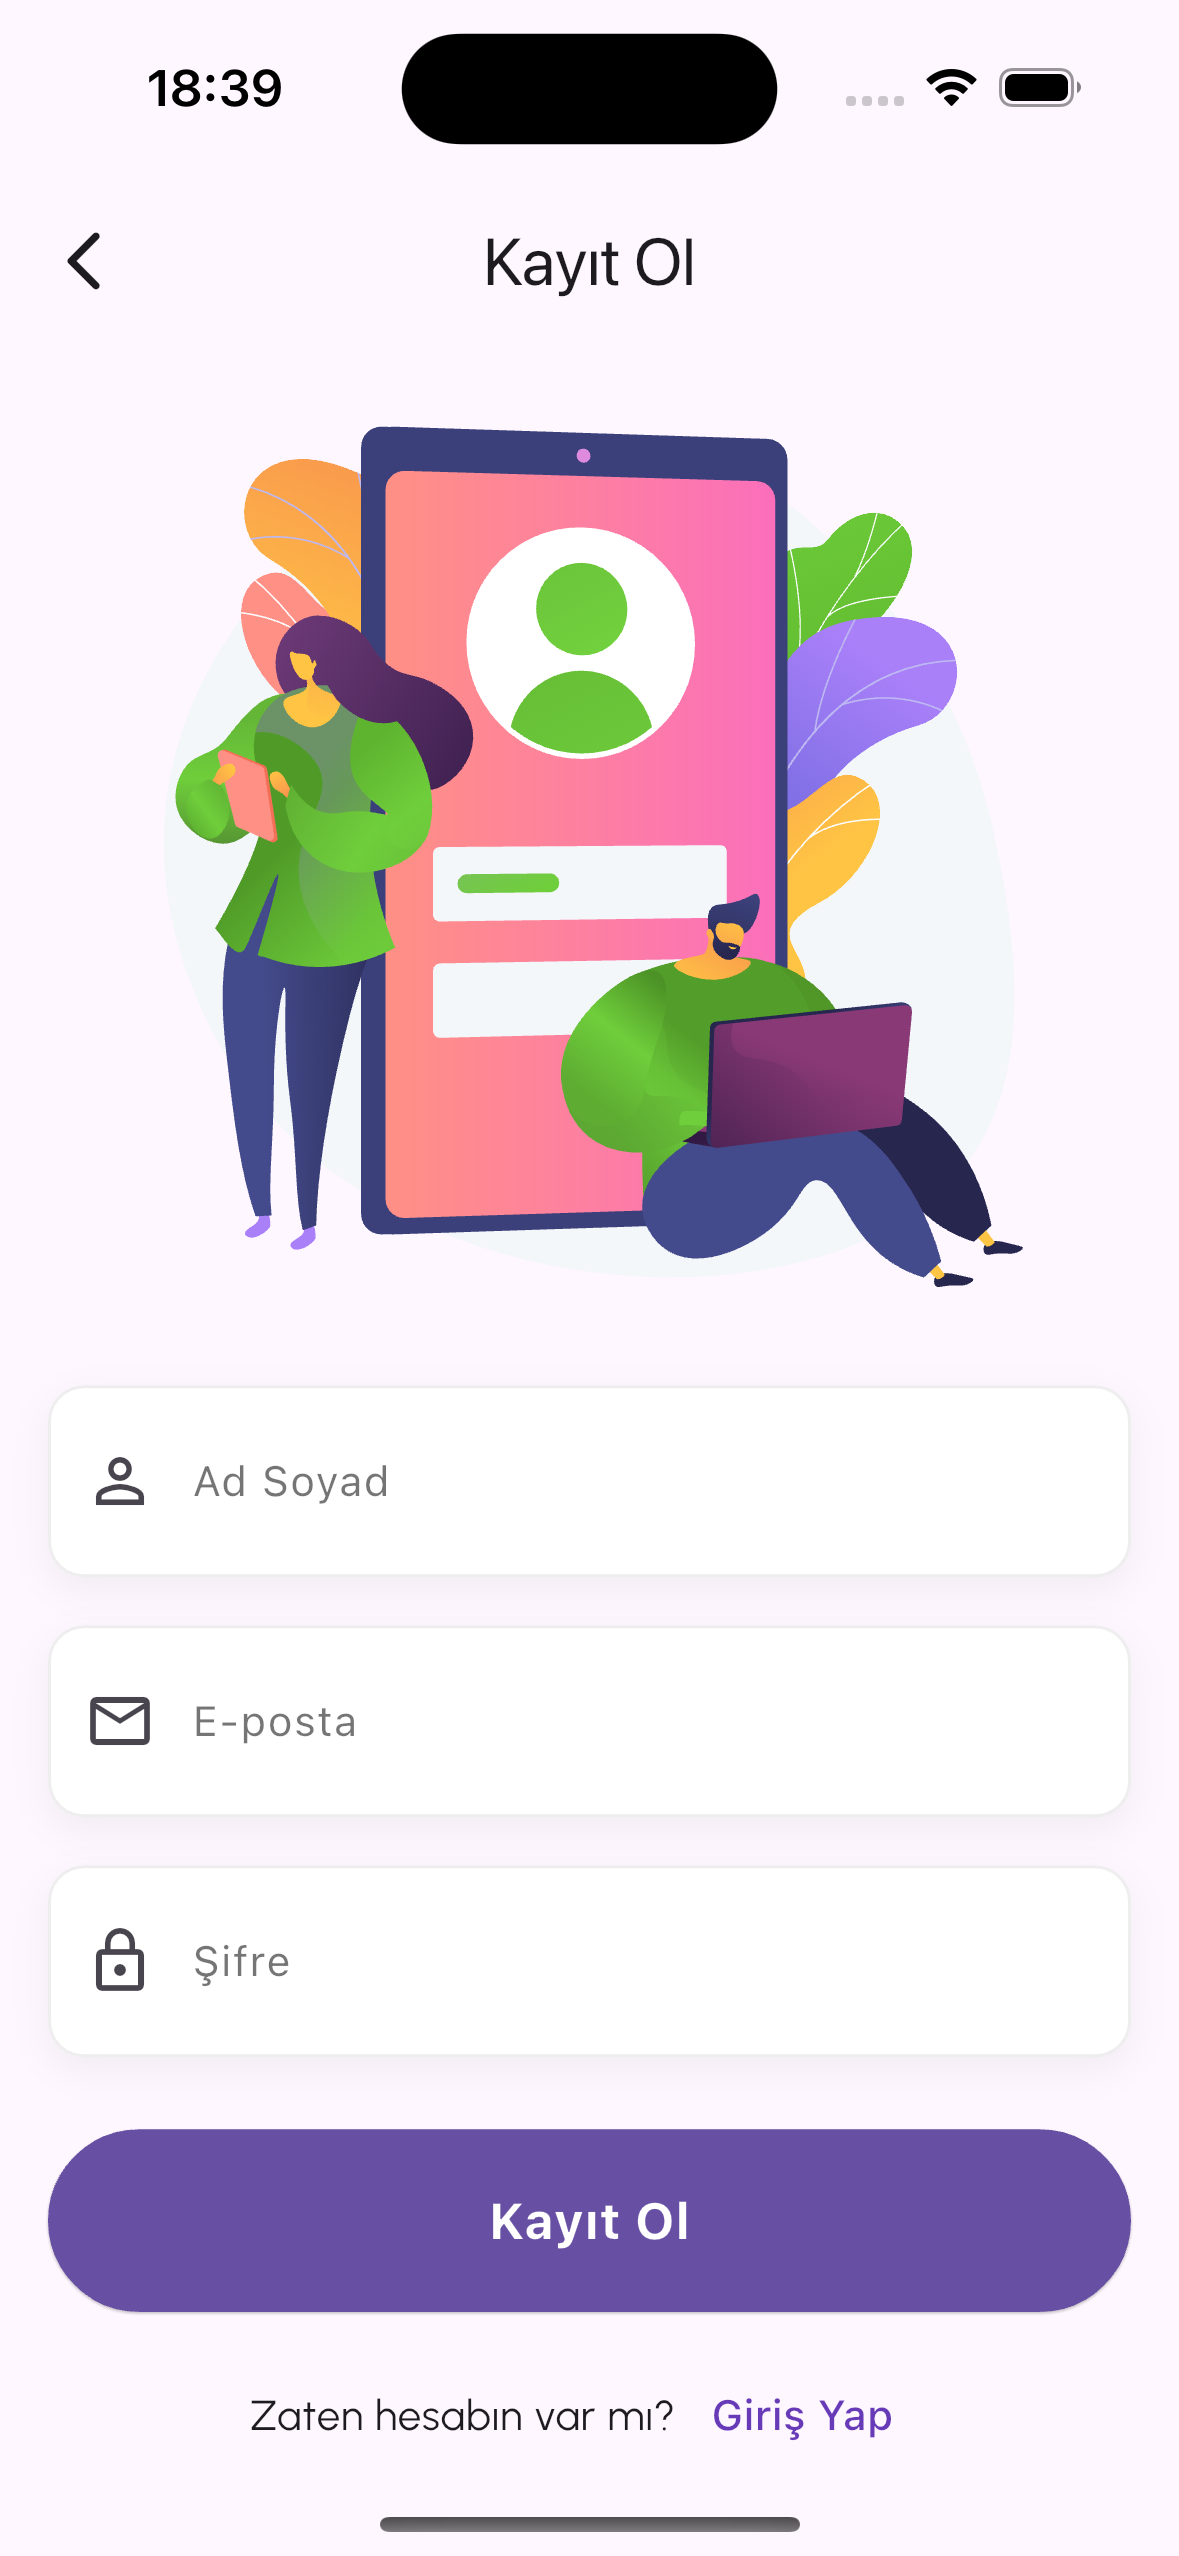 18:39
Kayıt Ol
Ad Soyad
E-posta
Şifre
Kayıt Ol
Zaten hesabın var mı? Giriş Yap